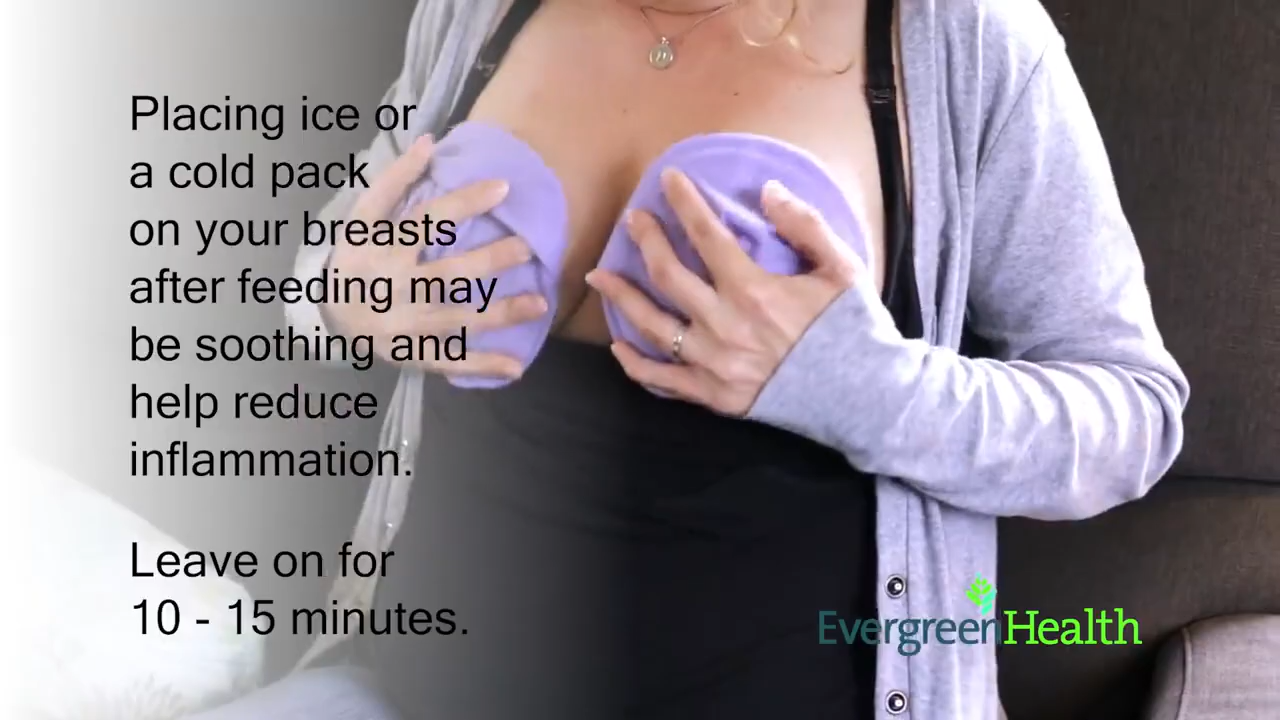 Placing ice or
a cold pack
on your breasts
after feeding may
be soothing and
help reduce
inflammation.
Leave on for
10 - 15 minutes.
EvergreenHealth